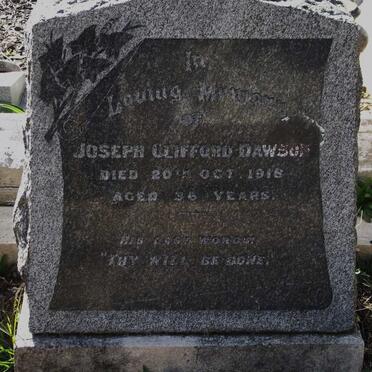 In
Loving Memory
OF
JOSEPH CLIFFORD DAWSON
DIED 20TH OCT. 1918
AGED 36 YEARS.
HIS LAST WORDS:
"THY WILL BE DONE."